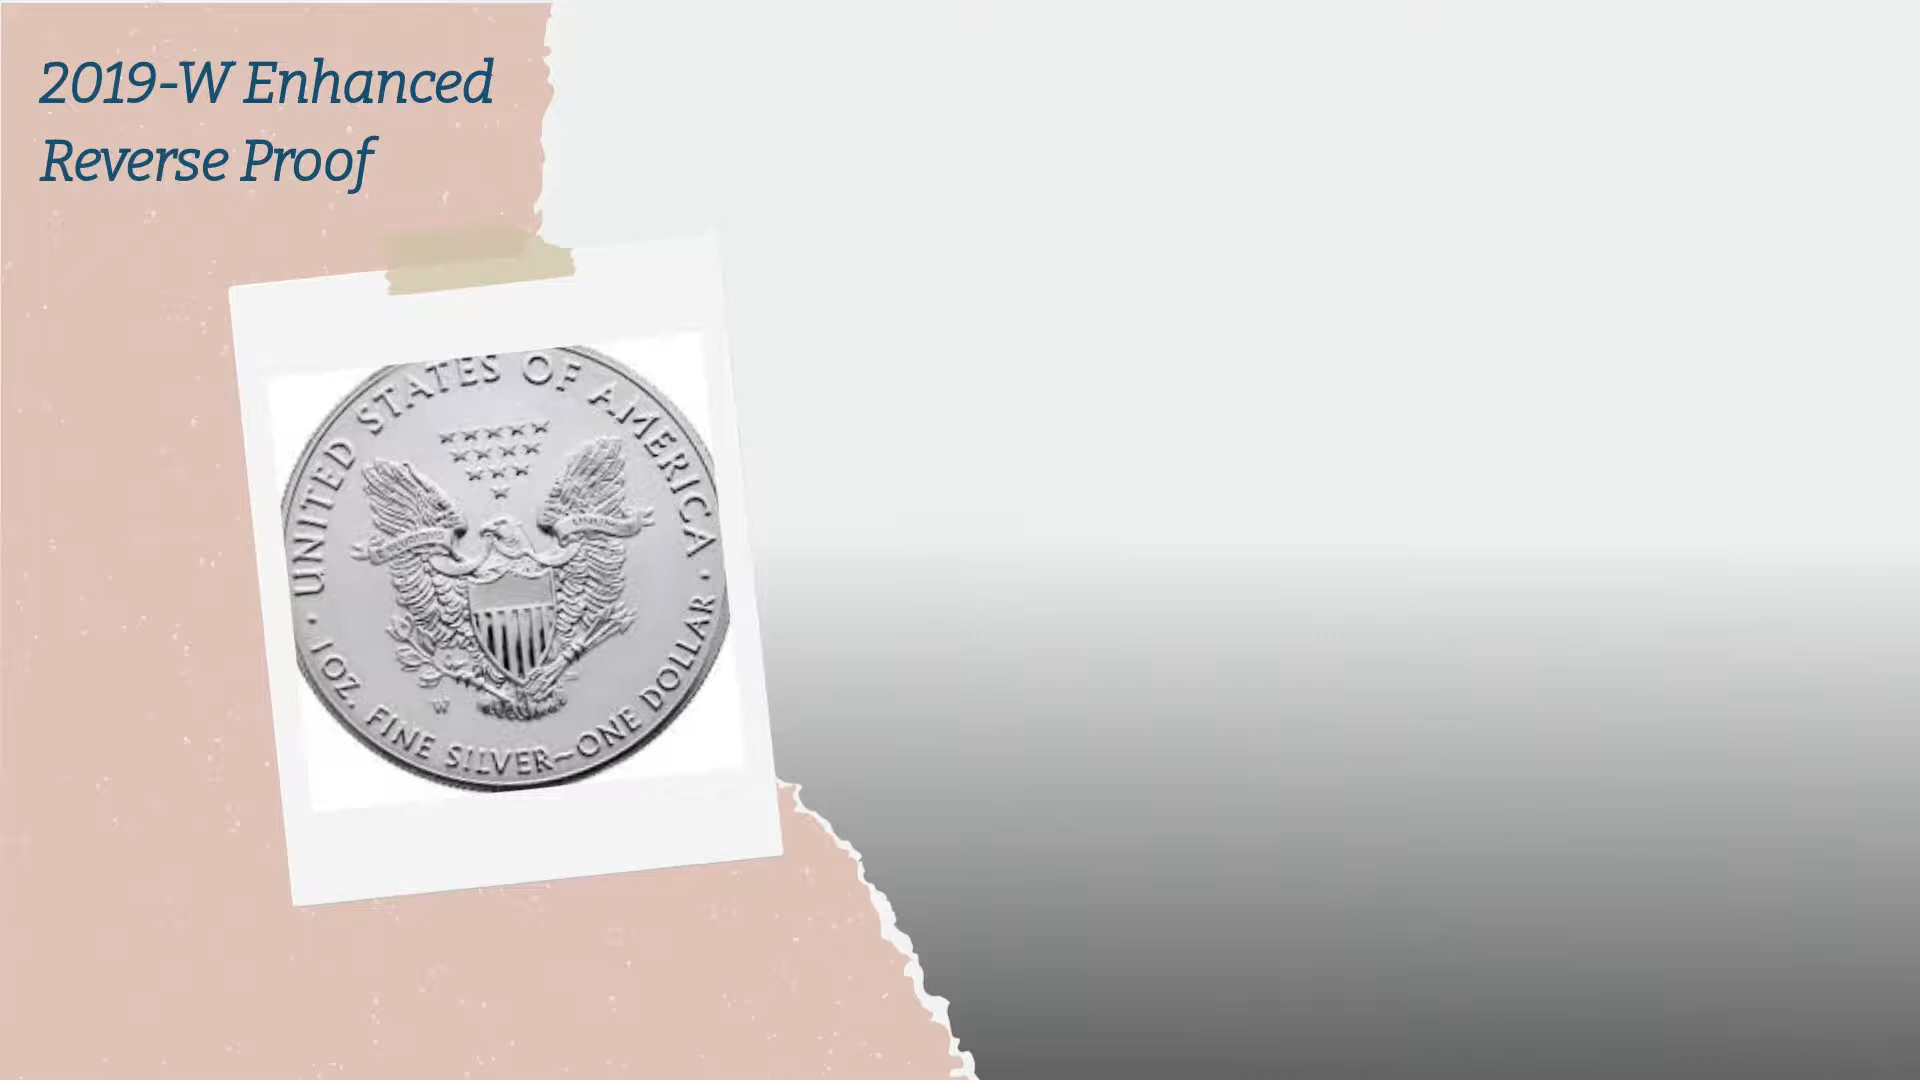 2019-W Enhanced
Reverse Proof
UNITED STATES OF AMERICA
W
1 OZ. FINE SILVER~ONE DOLLAR